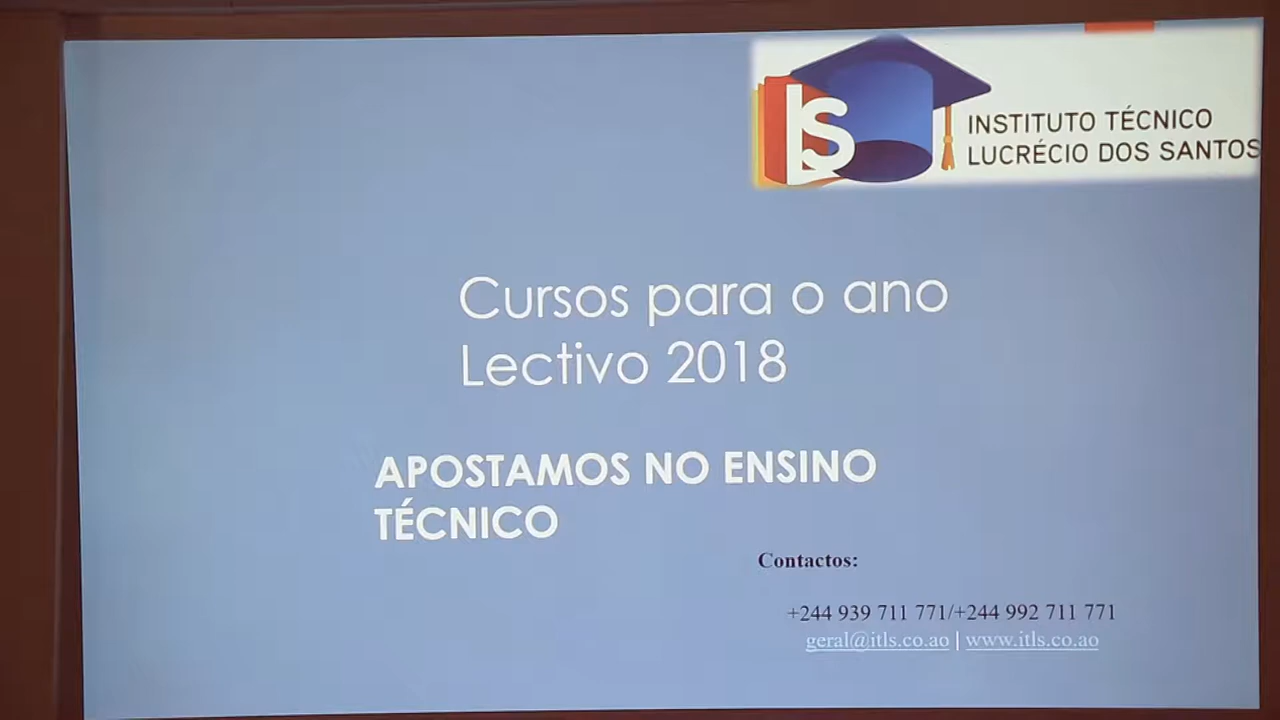 LS
INSTITUTO TÉCNICO
LUCRÉCIO DOS SANTOS
Cursos para o ano
Lectivo 2018
APOSTAMOS NO ENSINO
TÉCNICO
Contactos:
+244 939 711 771/+244 992 711 771
geral@itls.co.ao | www.itls.co.ao